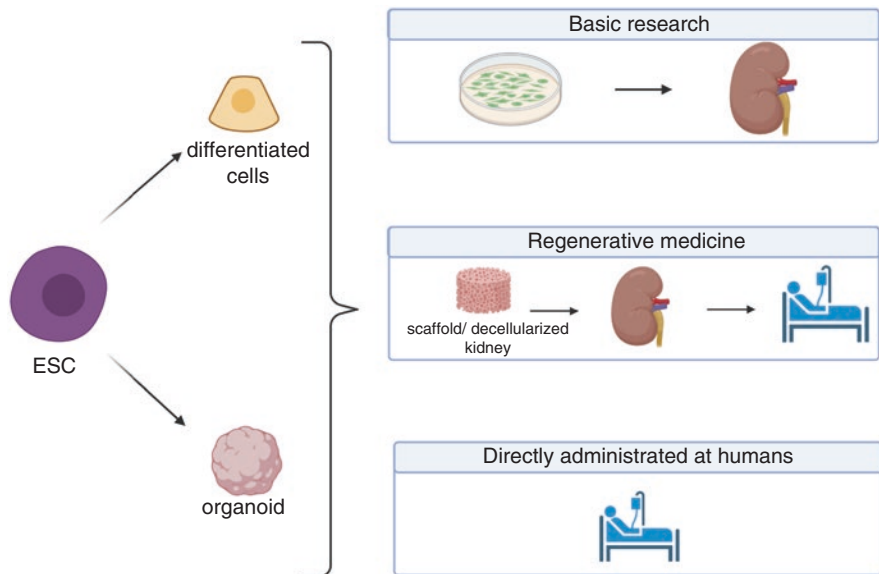 ESC
differentiated
cells
organoid
Basic research
Regenerative medicine
scaffold/ decellularized
kidney
Directly administrated at humans